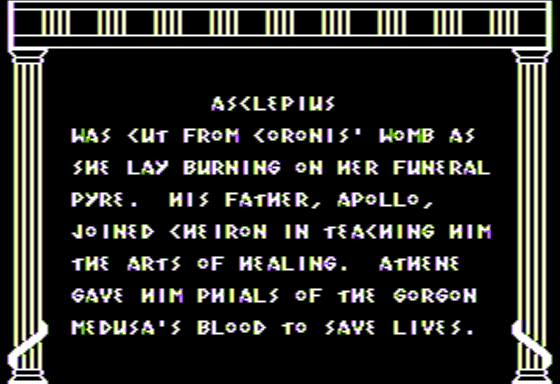 ASCLEPIUS
WAS CUT FROM CORONIS' WOMB AS
SHE LAY BURNING ON HER FUNERAL
PYRE.  HIS FATHER, APOLLO,
JOINED CHEIRON IN TEACHING HIM
THE ARTS OF HEALING.  ATHENE
GAVE HIM PHIALS OF THE GORGON
MEDUSA'S BLOOD TO SAVE LIVES.